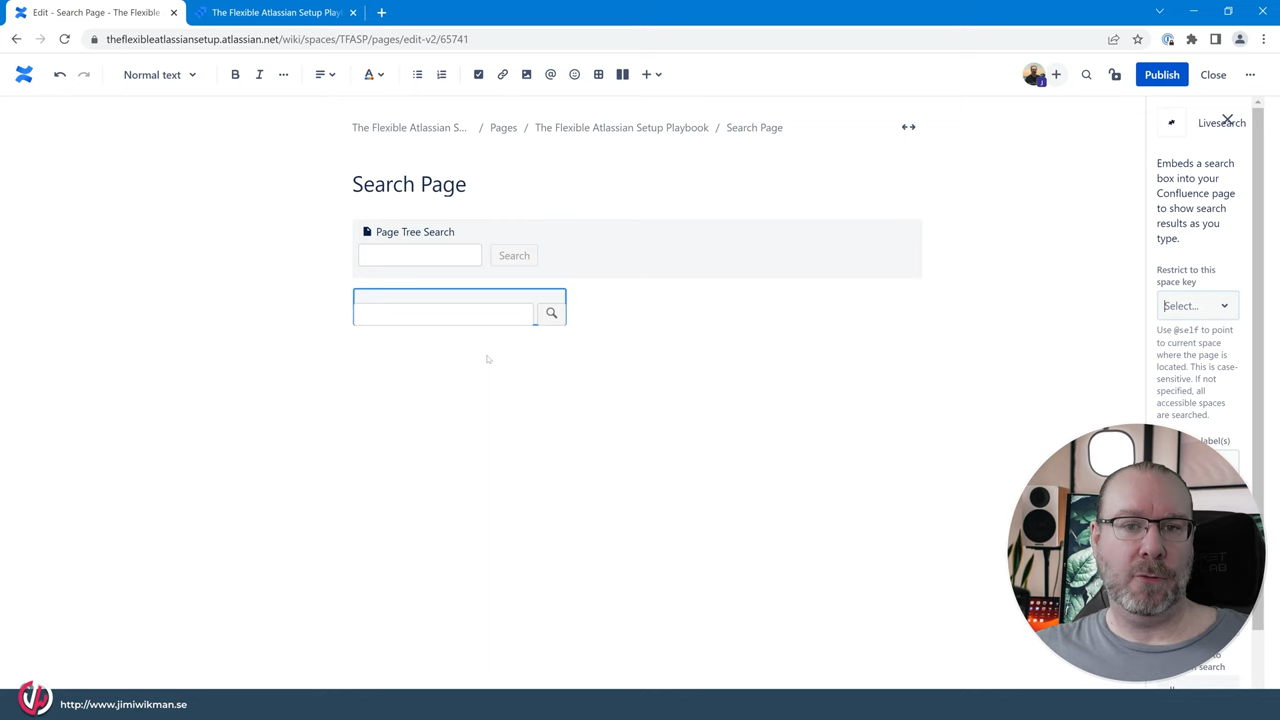 Edit - Search Page - The Flexible
The Flexible Atlassian Setup Play
theflexibleatlassiansetup.atlassian.net/wiki/spaces/TFASP/pages/edit-v2/65741
Normal text
B
I
A
Publish
Close
The Flexible Atlassian S... / Pages / The Flexible Atlassian Setup Playbook / Search Page
Search Page
Page Tree Search
Search
Livesearch
Embeds a search
box into your
Confluence page
to show search
results as you
type.
Restrict to this
space key
Select...
Use @self to point
to current space
where the page is
located. This is case-
sensitive. If not
specified, all
accessible spaces
are searched.
label(s)
search
http://www.jimiwikman.se